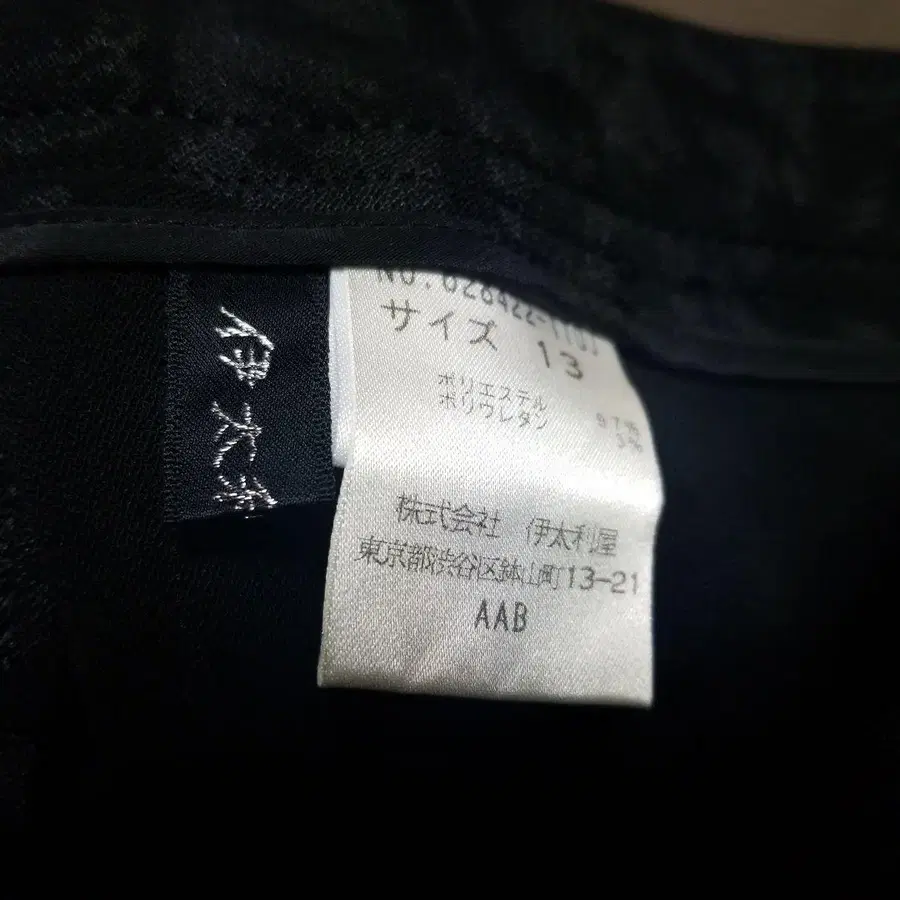 伊太利
サイズ 13
ポリエステル 97%
ポリウレタン 3%
株式会社 伊太利屋
東京都渋谷区鉢山町13-21
AAB